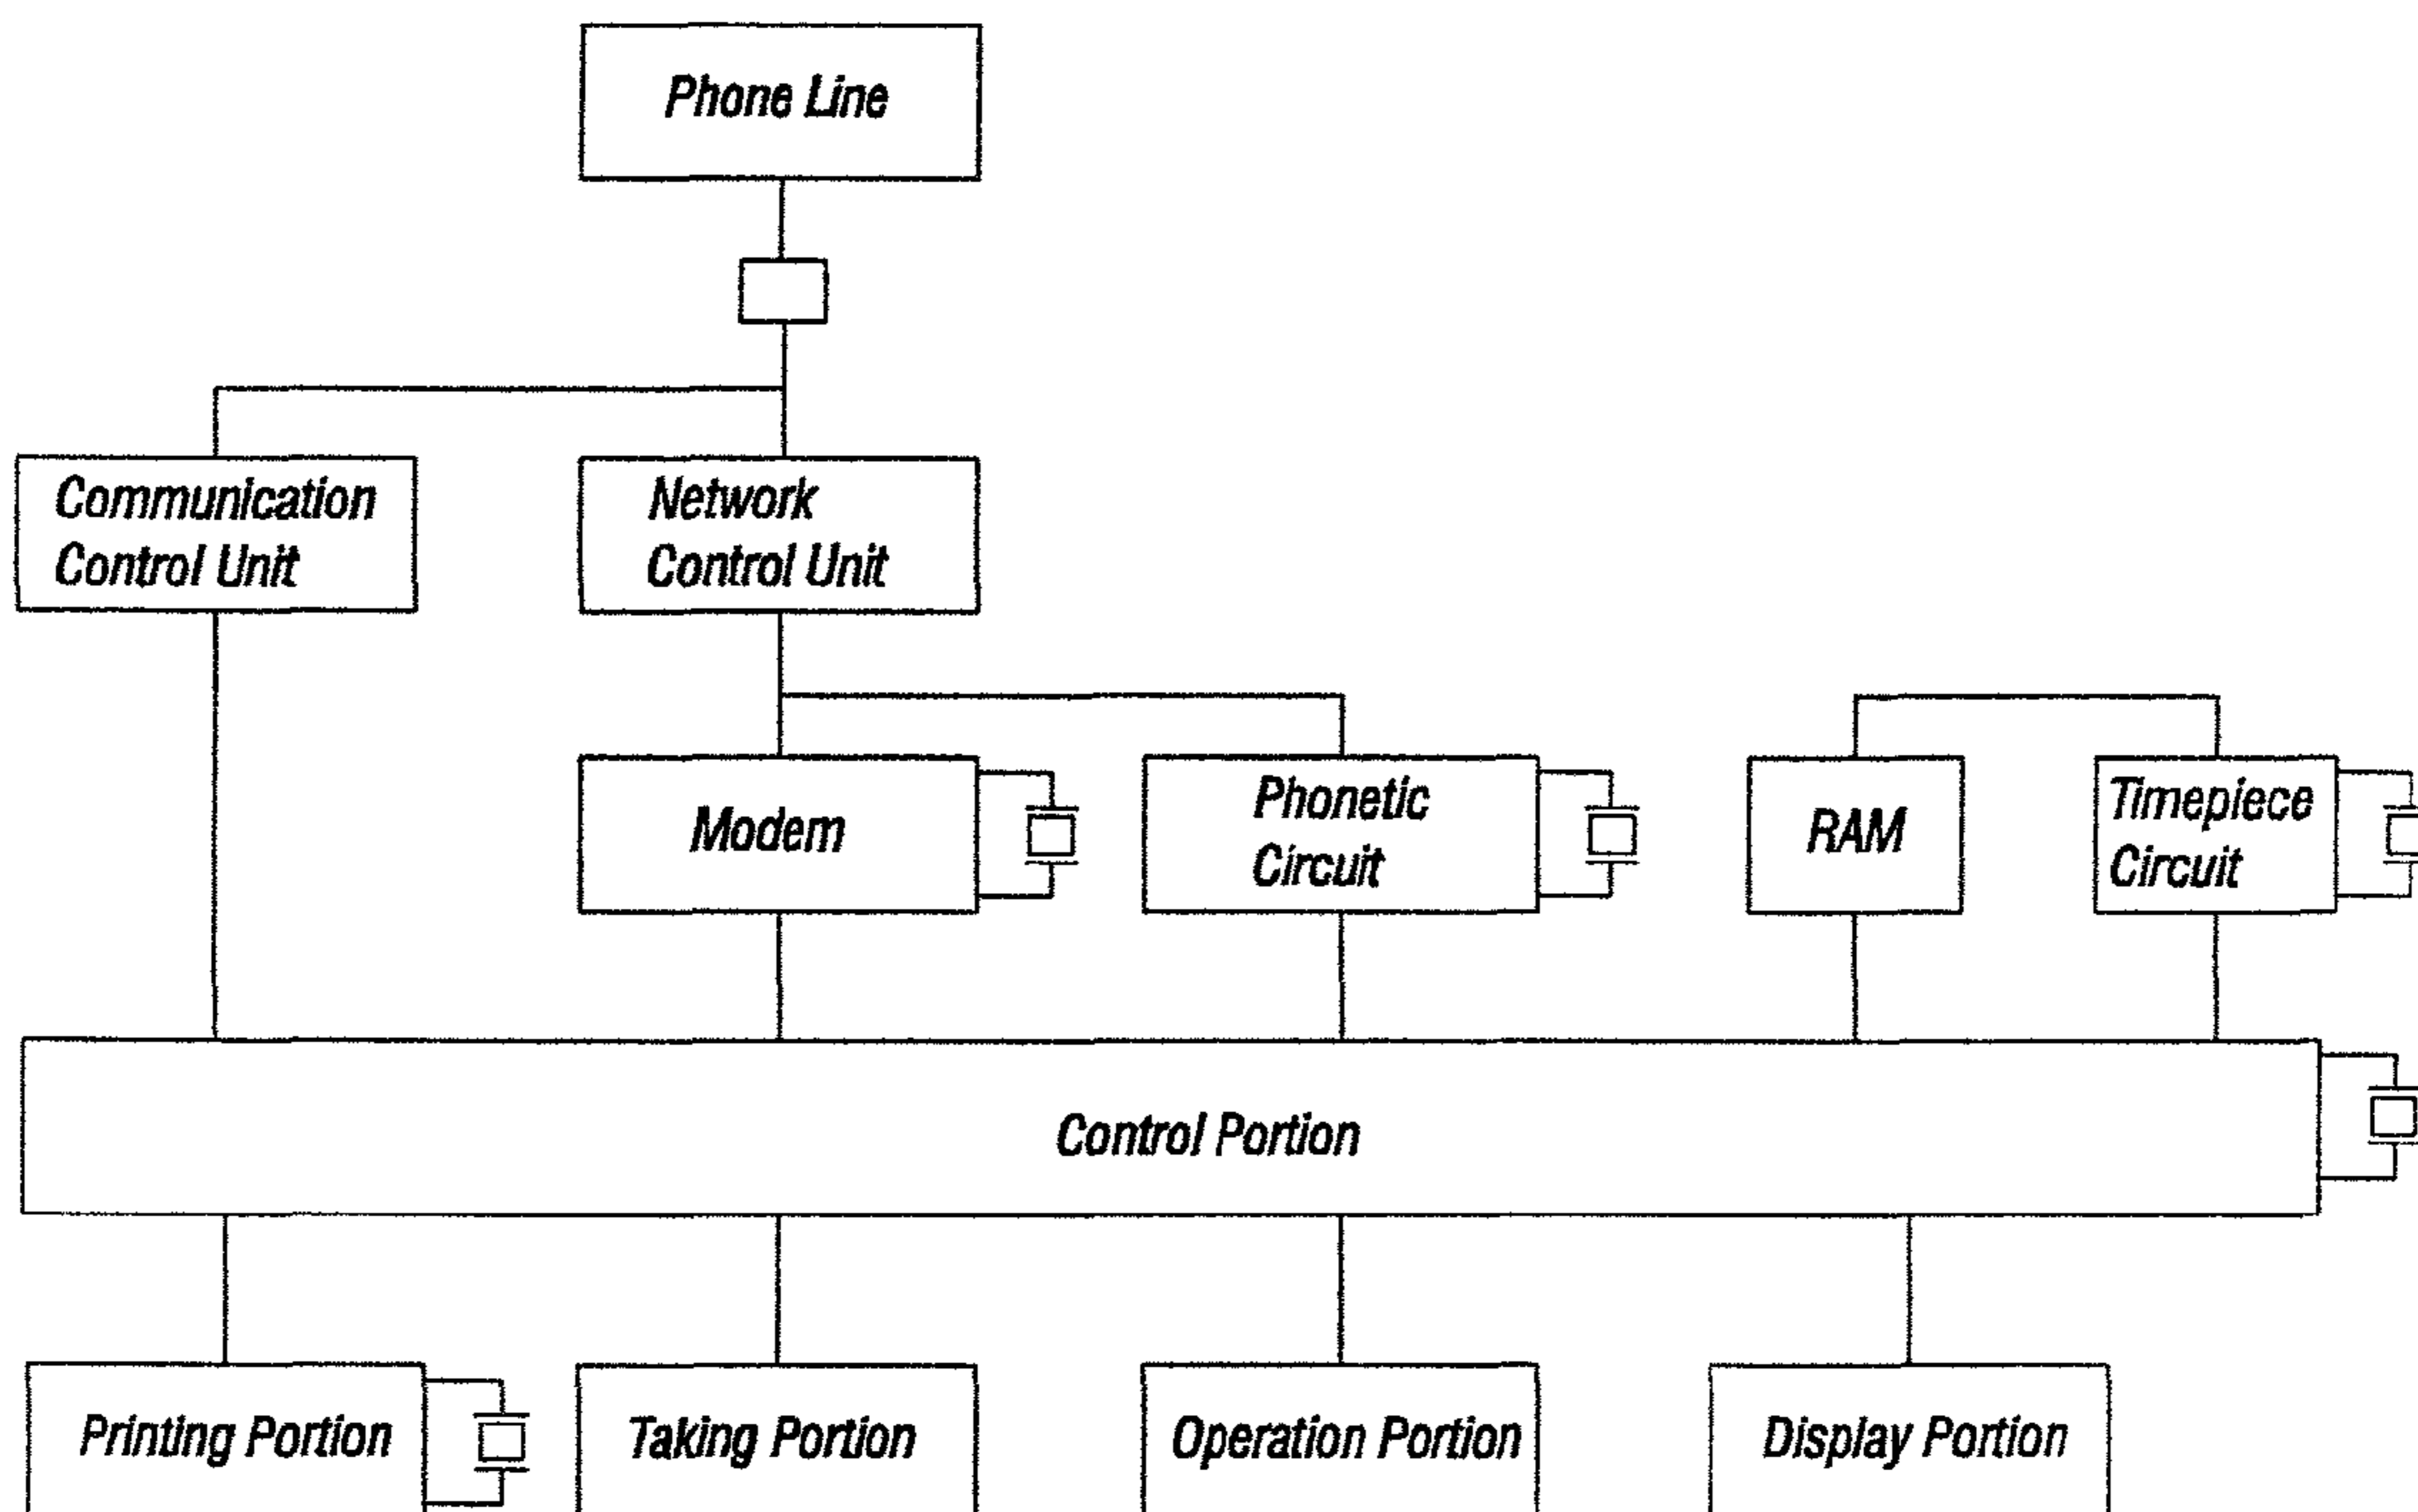 Phone Line
Communication
Control Unit
Network
Control Unit
Modem
Phonetic
Circuit
RAM
Timepiece
Circuit
Control Portion
Printing Portion
Taking Portion
Operation Portion
Display Portion